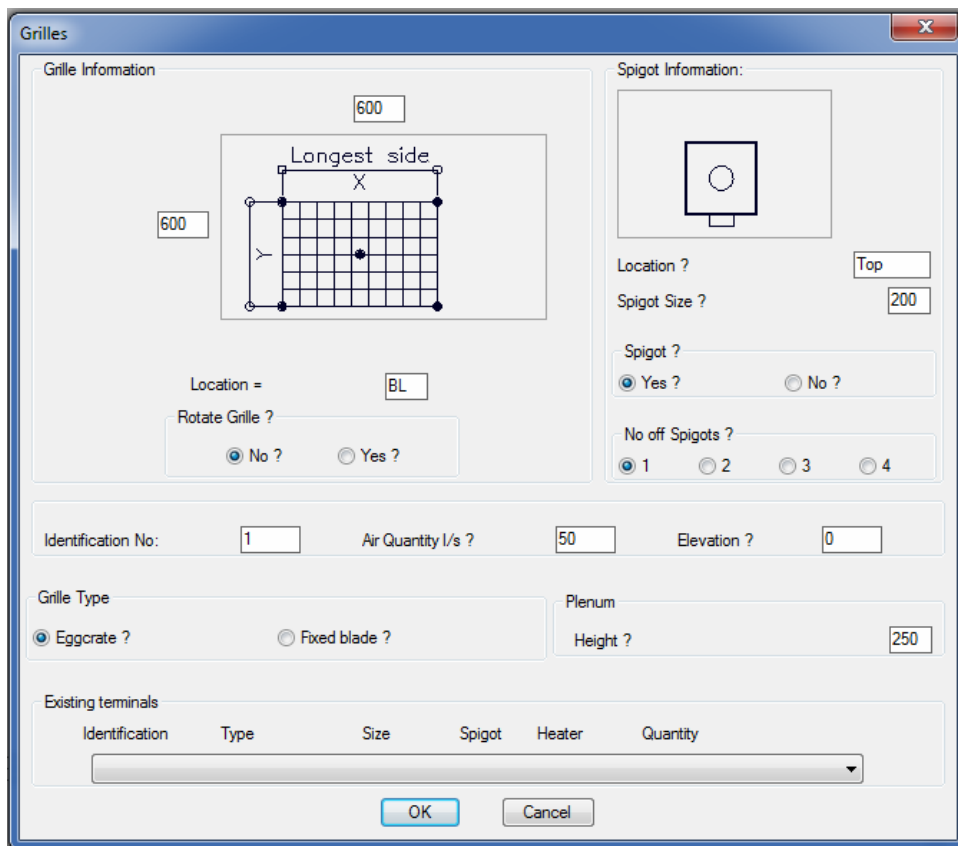 Grilles
Grille Information
600
Longest side
X
600
Y
Location =
BL
Rotate Grille ?
No ?
Yes ?
Spigot Information:
Location ?
Top
Spigot Size ?
200
Spigot ?
Yes ?
No ?
No off Spigots ?
1
2
3
4
Identification No:
1
Air Quantity l/s ?
50
Elevation ?
0
Grille Type
Eggcrate ?
Fixed blade ?
Plenum
Height ?
250
Existing terminals
Identification
Type
Size
Spigot
Heater
Quantity
OK
Cancel